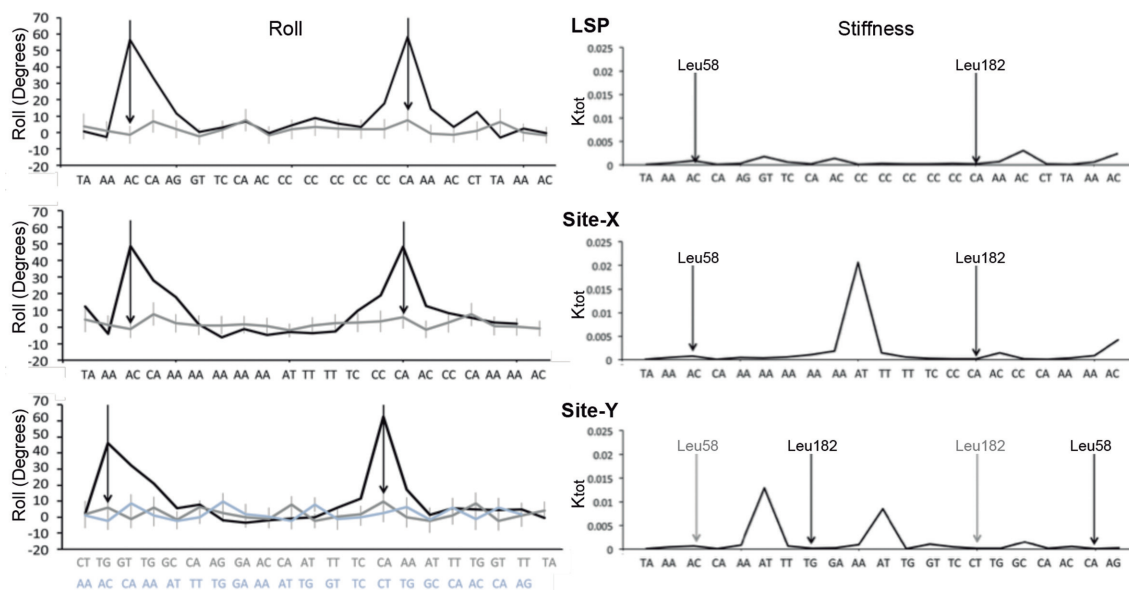 Roll
LSP
Stiffness
Roll (Degrees)
70
60
50
40
30
20
10
0
-10
-20
TA AA AC CA AG GT TC CA AC CC CC CC CC CC CA AA AC CT TA AA AC
Ktot
0.025
0.02
0.015
0.01
0.005
0
Leu58
Leu182
TA AA AC CA AG GT TC CA AC CC CC CC CC CC CA AA AC CT TA AA AC
Site-X
Roll (Degrees)
70
60
50
40
30
20
10
0
-10
-20
TA AA AC CA AA AA AA AA AA AT TT TT TC CC CA AC CC CA AA AA AC
Ktot
0.025
0.02
0.015
0.01
0.005
0
Leu58
Leu182
TA AA AC CA AA AA AA AA AA AT TT TT TC CC CA AC CC CA AA AA AC
Site-Y
Roll (Degrees)
70
60
50
40
30
20
10
0
-10
-20
CT TG GT TG GC CA AG GA AC CA AT TT TC CA AA AT TT TG GT TT TA
AA AC CA AA AT TT TG GA AA AT TG GT TC CT TG GC CA AC CA AG
Ktot
0.025
0.02
0.015
0.01
0.005
0
Leu58
Leu182
Leu182
Leu58
TA AA AC CA AA AT TT TG GA AA AT TG GT TC CT TG GC CA AC CA AG